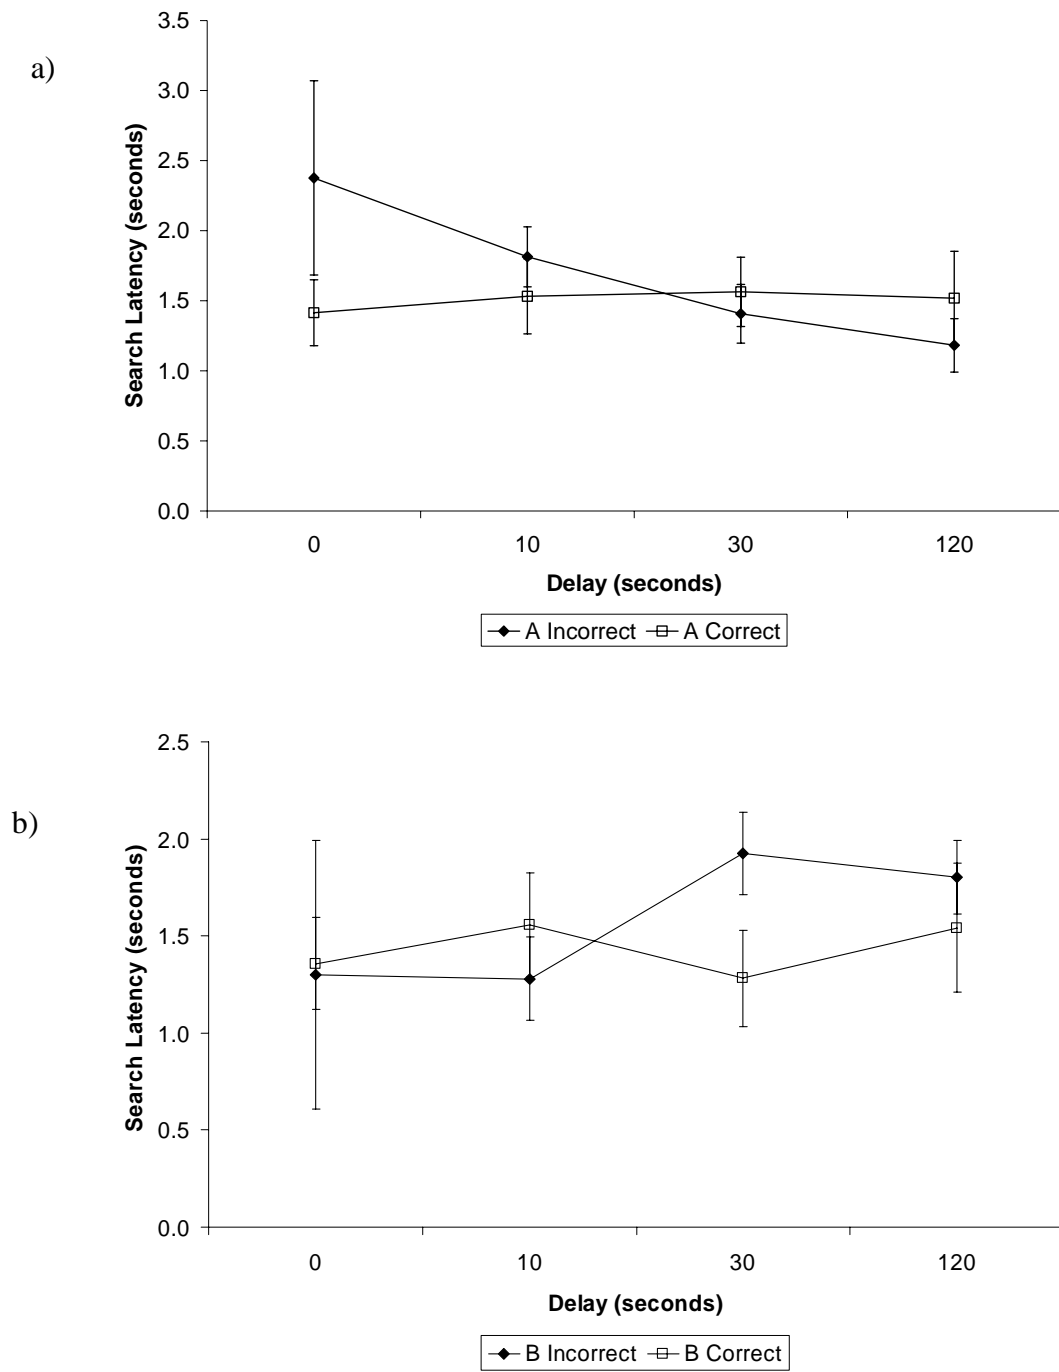 a)
3.5
3.0
2.5
2.0
1.5
1.0
0.5
0.0
Search Latency (seconds)
0 10 30 120
Delay (seconds)
A Incorrect A Correct
b)
2.5
2.0
1.5
1.0
0.5
0.0
Search Latency (seconds)
0 10 30 120
Delay (seconds)
B Incorrect B Correct